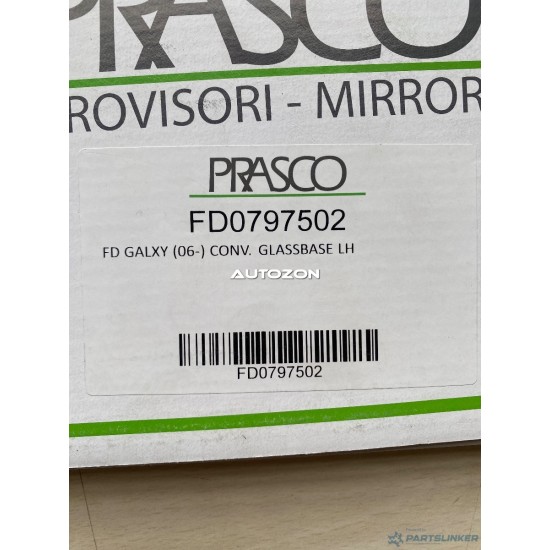 PRASCO
ROVISORI - MIRROR
PRASCO
FD0797502
FD GALXY (06-) CONV. GLASSBASE LH
AUTOZON
FD0797502
PARTSLINKER